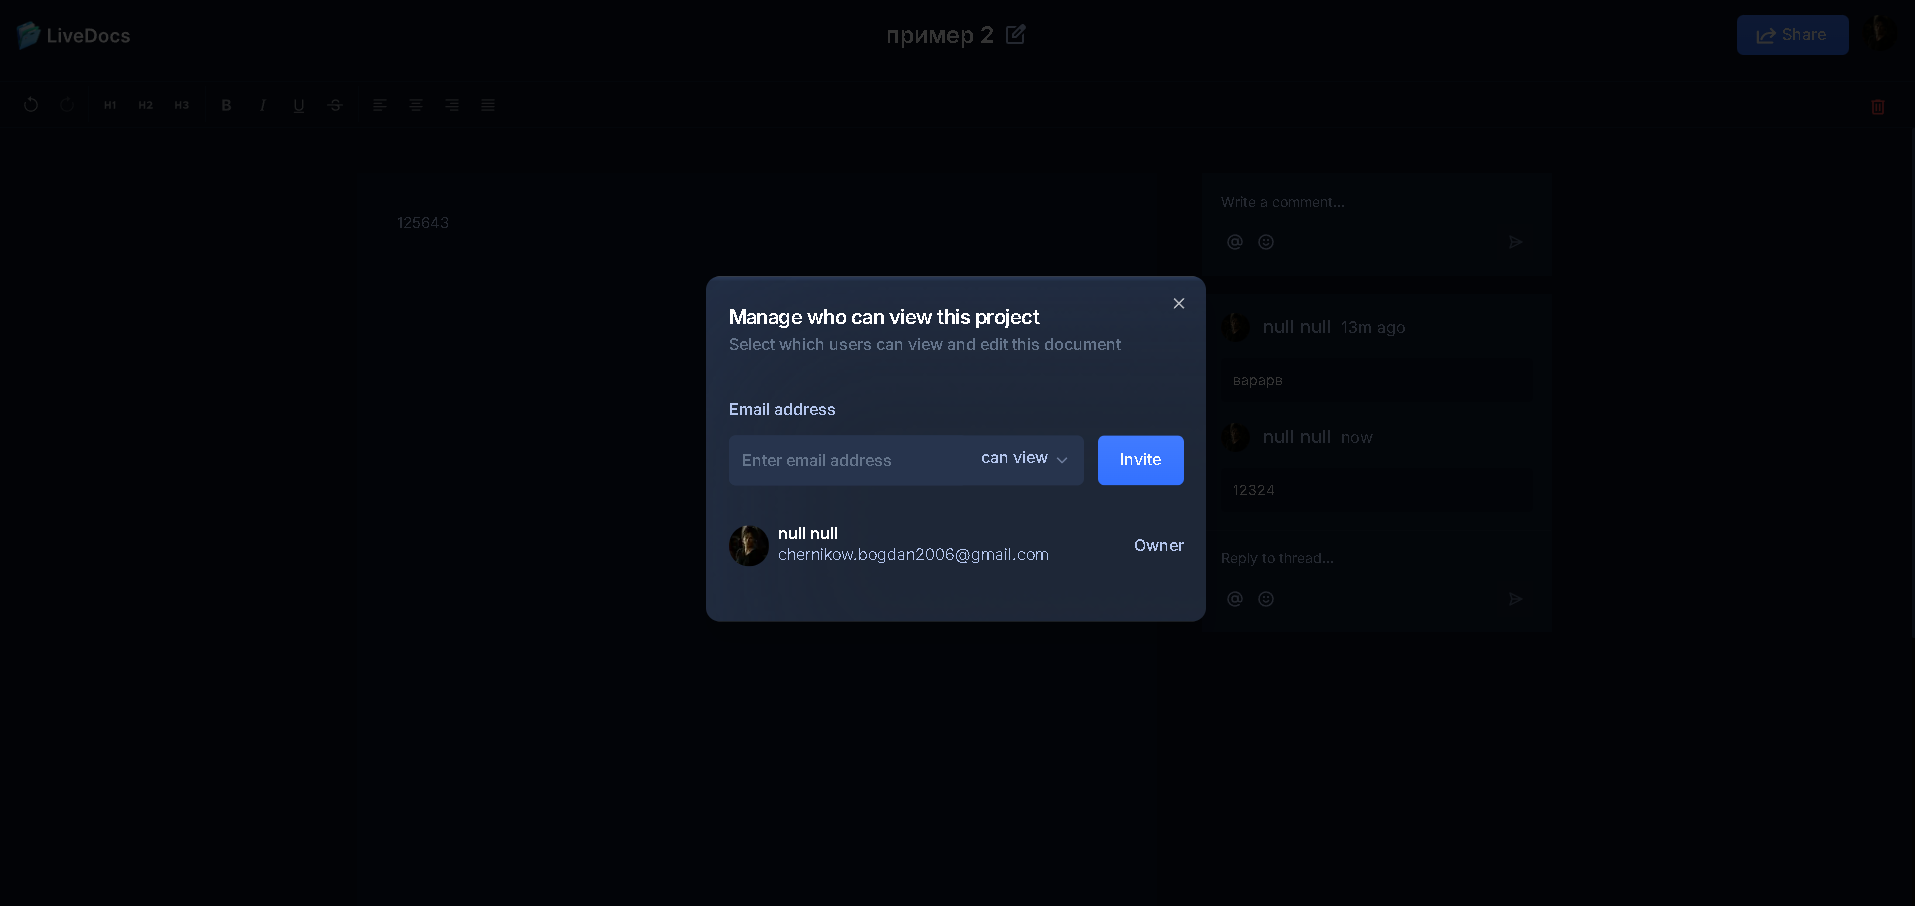 LiveDocs
пример 2
Share
H1 H2 H3 B I U S
125643
Write a comment...
Manage who can view this project
Select which users can view and edit this document
Email address
Enter email address can view
Invite
null null
chernikow.bogdan2006@gmail.com
Owner
null null 13m ago
варарв
null null now
12324
Reply to thread...